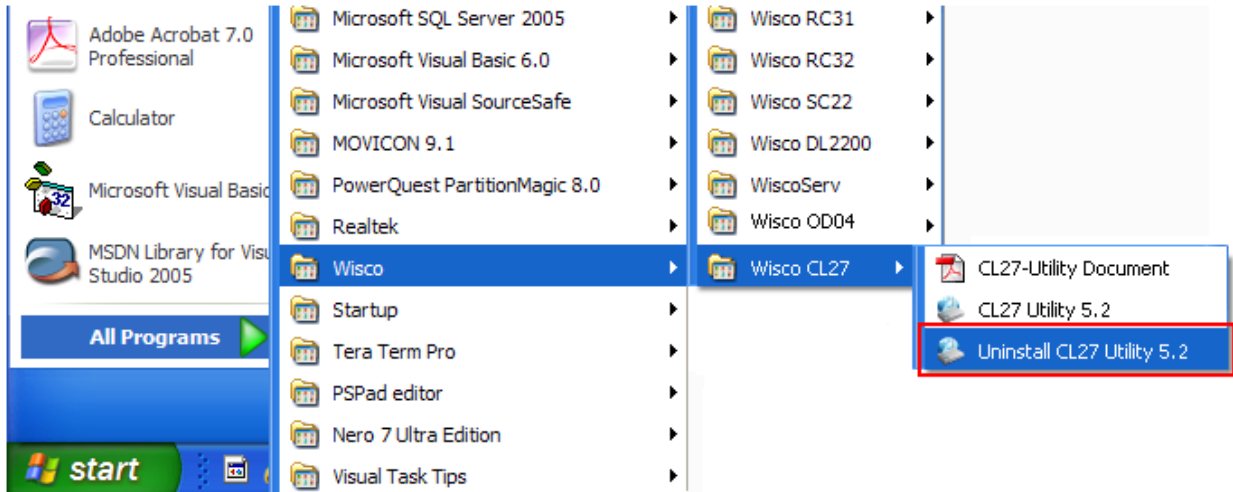 Adobe Acrobat 7.0
Professional
Calculator
Microsoft Visual Basic
MSDN Library for Visu
Studio 2005
All Programs
start
Microsoft SQL Server 2005
Microsoft Visual Basic 6.0
Microsoft Visual SourceSafe
MOVICON 9.1
PowerQuest PartitionMagic 8.0
Realtek
Wisco
Startup
Tera Term Pro
PSPad editor
Nero 7 Ultra Edition
Visual Task Tips
Wisco RC31
Wisco RC32
Wisco SC22
Wisco DL2200
WiscoServ
Wisco OD04
Wisco CL27
CL27-Utility Document
CL27 Utility 5.2
Uninstall CL27 Utility 5.2